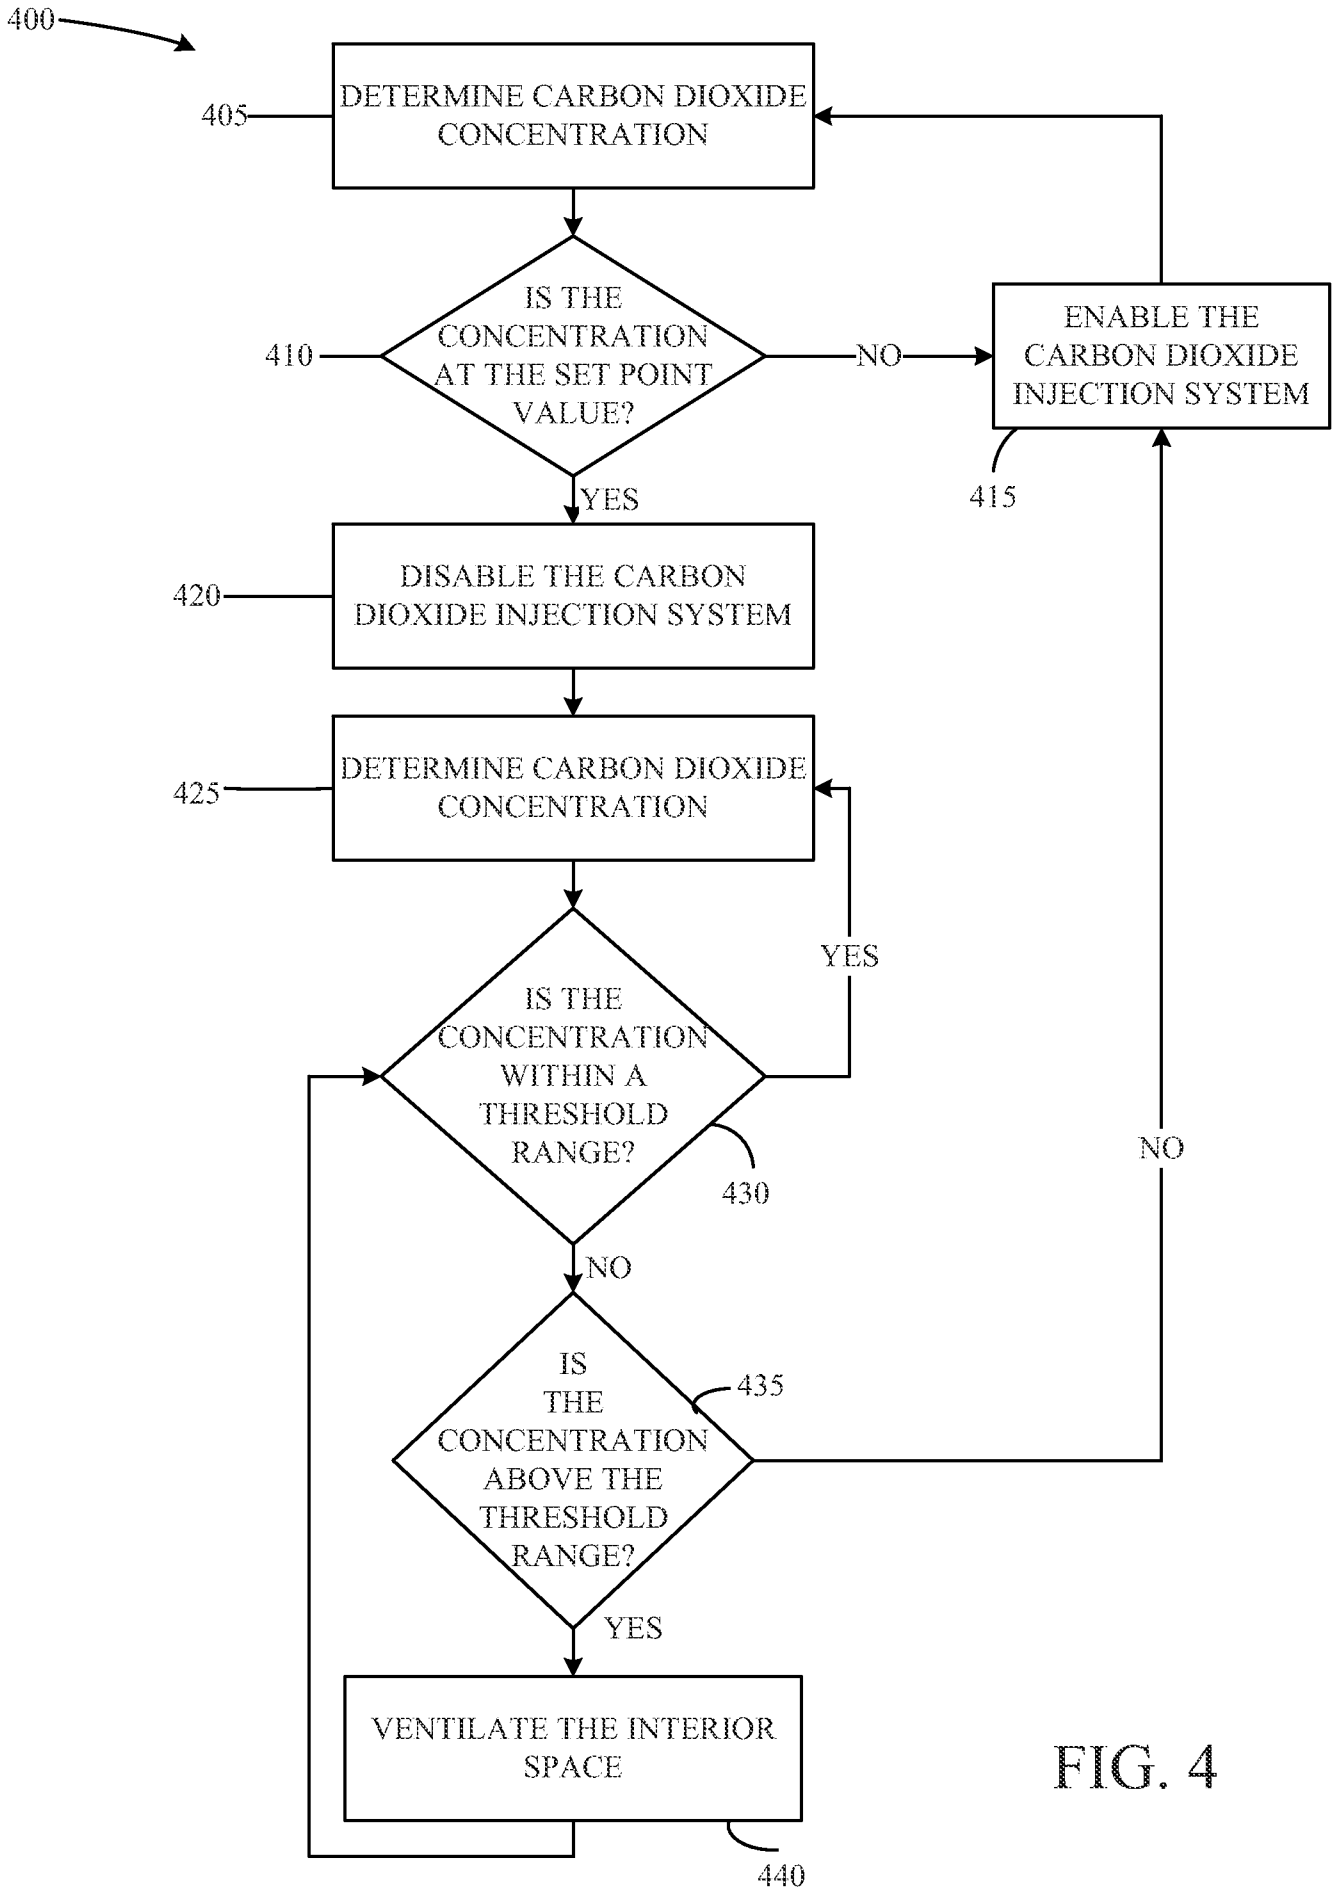 400
DETERMINE CARBON DIOXIDE
CONCENTRATION
405
IS THE
CONCENTRATION
AT THE SET POINT
VALUE?
410
NO
ENABLE THE
CARBON DIOXIDE
INJECTION SYSTEM
415
YES
DISABLE THE CARBON
DIOXIDE INJECTION SYSTEM
420
DETERMINE CARBON DIOXIDE
CONCENTRATION
425
YES
IS THE
CONCENTRATION
WITHIN A
THRESHOLD
RANGE?
430
NO
NO
IS
THE
CONCENTRATION
ABOVE THE
THRESHOLD
RANGE?
435
YES
VENTILATE THE INTERIOR
SPACE
440
FIG. 4